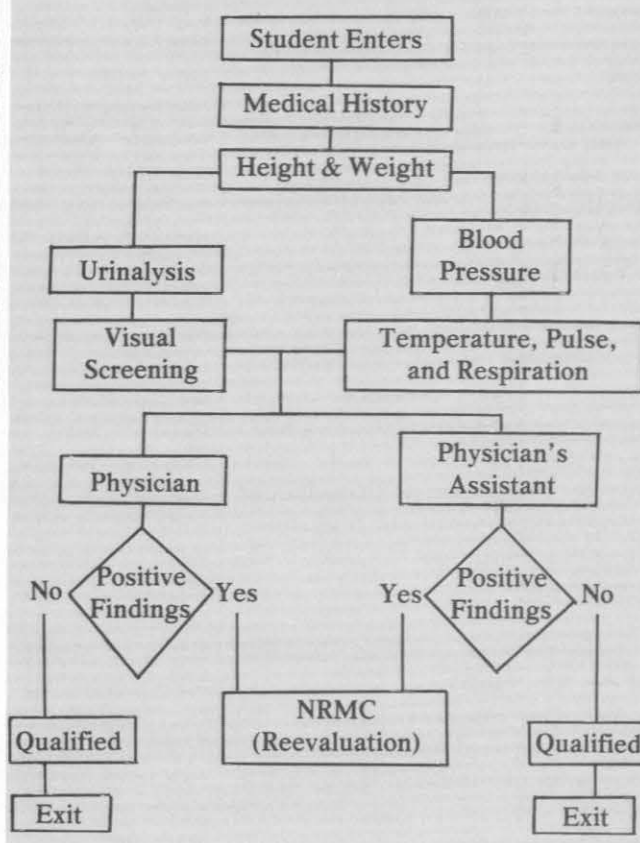 Student Enters
Medical History
Height & Weight
Urinalysis
Blood
Pressure
Visual
Screening
Temperature, Pulse,
and Respiration
Physician
Physician's
Assistant
No
Positive
Findings
Yes
Yes
Positive
Findings
No
Qualified
NRMC
(Reevaluation)
Qualified
Exit
Exit